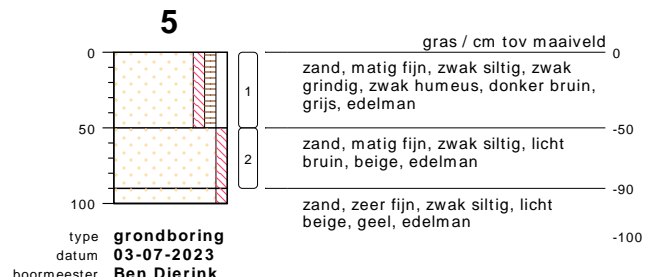 5
gras / cm tov maaiveld
0
0
zand, matig fijn, zwak siltig, zwak
grindig, zwak humeus, donker bruin,
grijs, edelman
1
50
-50
zand, matig fijn, zwak siltig, licht
bruin, beige, edelman
2
-90
zand, zeer fijn, zwak siltig, licht
beige, geel, edelman
100
-100
type grondboring
datum 03-07-2023
boormeester Ben Dierink